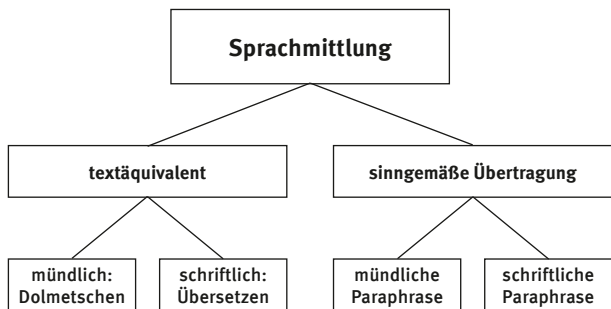 Sprachmittlung
textäquivalent
sinngemäße Übertragung
mündlich:
Dolmetschen
schriftlich:
Übersetzen
mündliche
Paraphrase
schriftliche
Paraphrase